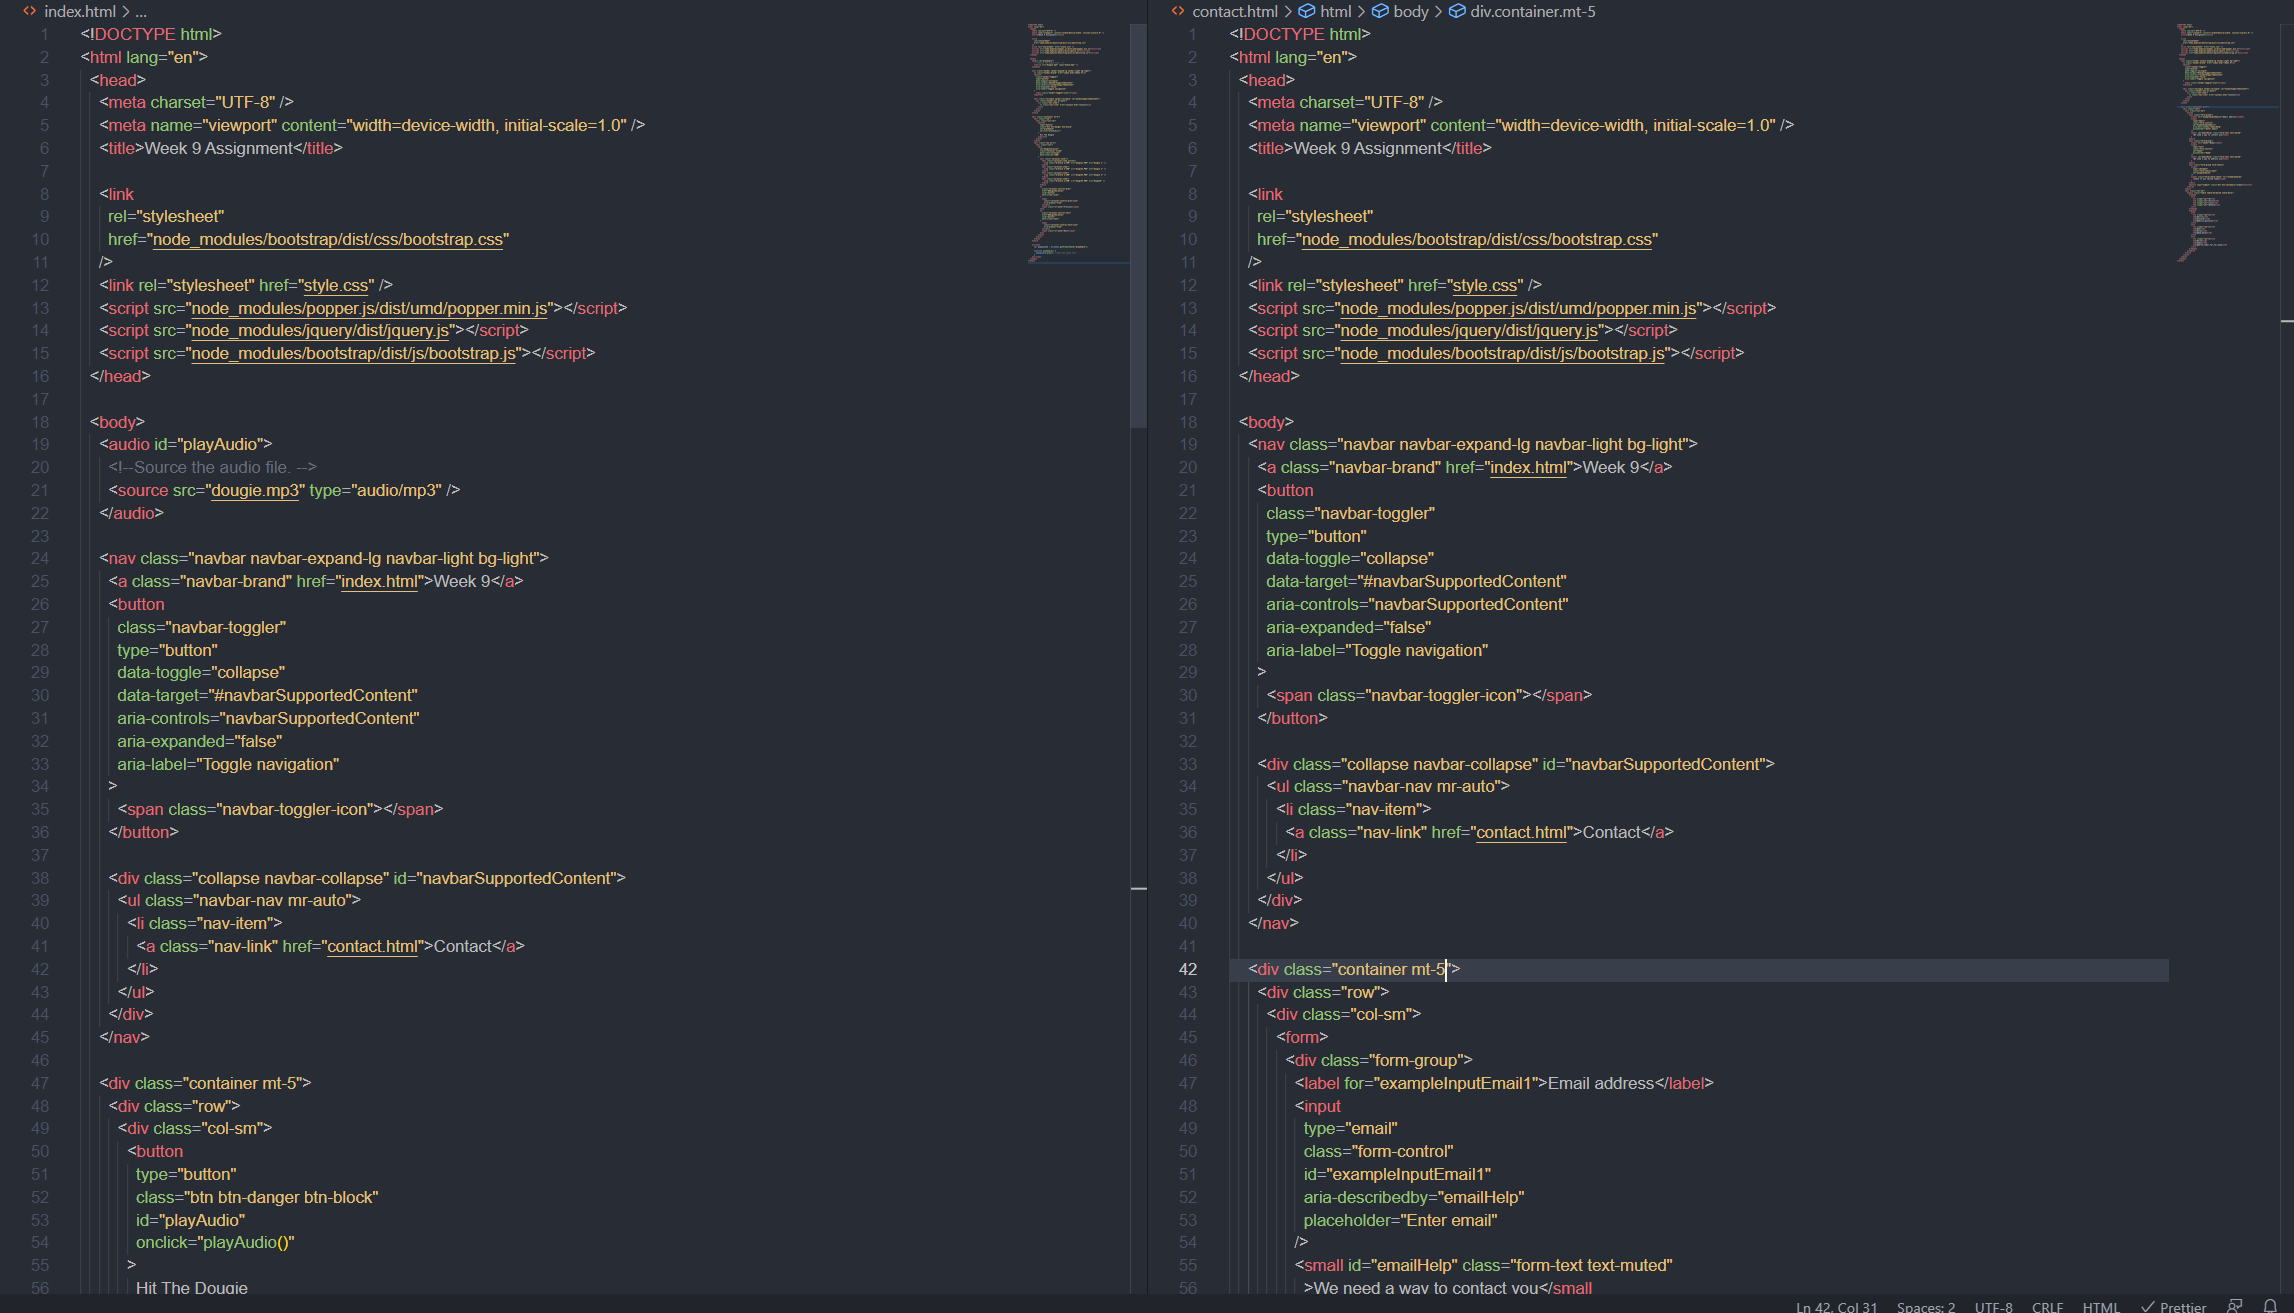 index.html > ...
1 <!DOCTYPE html>
2 <html lang="en">
3 <head>
4 <meta charset="UTF-8" />
5 <meta name="viewport" content="width=device-width, initial-scale=1.0" />
6 <title>Week 9 Assignment</title>
7
8 <link
9 rel="stylesheet"
10 href="node_modules/bootstrap/dist/css/bootstrap.css"
11 />
12 <link rel="stylesheet" href="style.css" />
13 <script src="node_modules/popper.js/dist/umd/popper.min.js"></script>
14 <script src="node_modules/jquery/dist/jquery.js"></script>
15 <script src="node_modules/bootstrap/dist/js/bootstrap.js"></script>
16 </head>
17
18 <body>
19 <audio id="playAudio">
20 <!--Source the audio file. -->
21 <source src="dougie.mp3" type="audio/mp3" />
22 </audio>
23
24 <nav class="navbar navbar-expand-lg navbar-light bg-light">
25 <a class="navbar-brand" href="index.html">Week 9</a>
26 <button
27 class="navbar-toggler"
28 type="button"
29 data-toggle="collapse"
30 data-target="#navbarSupportedContent"
31 aria-controls="navbarSupportedContent"
32 aria-expanded="false"
33 aria-label="Toggle navigation"
34 >
35 <span class="navbar-toggler-icon"></span>
36 </button>
37
38 <div class="collapse navbar-collapse" id="navbarSupportedContent">
39 <ul class="navbar-nav mr-auto">
40 <li class="nav-item">
41 <a class="nav-link" href="contact.html">Contact</a>
42 </li>
43 </ul>
44 </div>
45 </nav>
46
47 <div class="container mt-5">
48 <div class="row">
49 <div class="col-sm">
50 <button
51 type="button"
52 class="btn btn-danger btn-block"
53 id="playAudio"
54 onclick="playAudio()"
55 >
56 Hit The Dougie
contact.html > html > body > div.container.mt-5
1 <!DOCTYPE html>
2 <html lang="en">
3 <head>
4 <meta charset="UTF-8" />
5 <meta name="viewport" content="width=device-width, initial-scale=1.0" />
6 <title>Week 9 Assignment</title>
7
8 <link
9 rel="stylesheet"
10 href="node_modules/bootstrap/dist/css/bootstrap.css"
11 />
12 <link rel="stylesheet" href="style.css" />
13 <script src="node_modules/popper.js/dist/umd/popper.min.js"></script>
14 <script src="node_modules/jquery/dist/jquery.js"></script>
15 <script src="node_modules/bootstrap/dist/js/bootstrap.js"></script>
16 </head>
17
18 <body>
19 <nav class="navbar navbar-expand-lg navbar-light bg-light">
20 <a class="navbar-brand" href="index.html">Week 9</a>
21 <button
22 class="navbar-toggler"
23 type="button"
24 data-toggle="collapse"
25 data-target="#navbarSupportedContent"
26 aria-controls="navbarSupportedContent"
27 aria-expanded="false"
28 aria-label="Toggle navigation"
29 >
30 <span class="navbar-toggler-icon"></span>
31 </button>
32
33 <div class="collapse navbar-collapse" id="navbarSupportedContent">
34 <ul class="navbar-nav mr-auto">
35 <li class="nav-item">
36 <a class="nav-link" href="contact.html">Contact</a>
37 </li>
38 </ul>
39 </div>
40 </nav>
41
42 <div class="container mt-5">
43 <div class="row">
44 <div class="col-sm">
45 <form>
46 <div class="form-group">
47 <label for="exampleInputEmail1">Email address</label>
48 <input
49 type="email"
50 class="form-control"
51 id="exampleInputEmail1"
52 aria-describedby="emailHelp"
53 placeholder="Enter email"
54 />
55 <small id="emailHelp" class="form-text text-muted"
56 >We need a way to contact you</small
Ln 42, Col 31 Spaces: 2 UTF-8 CRLF HTML Prettier